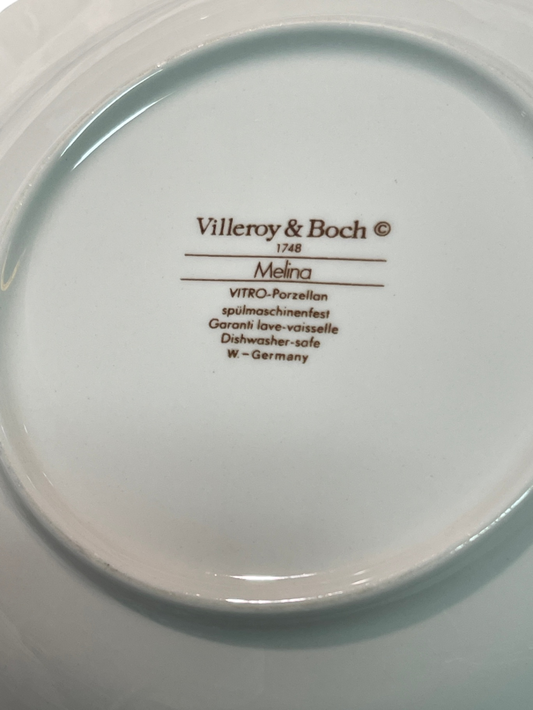 Villeroy & Boch ©
1748
Melina
VITRO-Porzellan
spülmaschinenfest
Garanti lave-vaisselle
Dishwasher-safe
W.-Germany